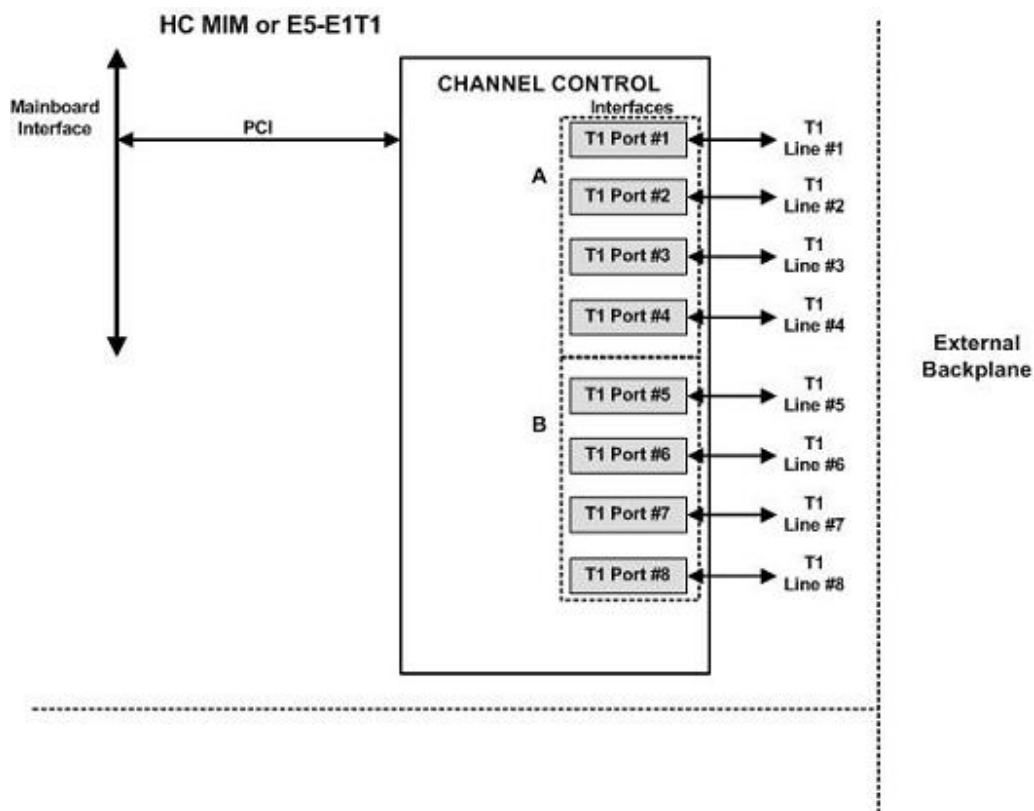 HC MIM or E5-E1T1
CHANNEL CONTROL
Interfaces
Mainboard
Interface
PCI
A
T1 Port #1
T1
Line #1
T1 Port #2
T1
Line #2
T1 Port #3
T1
Line #3
T1 Port #4
T1
Line #4
External
Backplane
B
T1 Port #5
T1
Line #5
T1 Port #6
T1
Line #6
T1 Port #7
T1
Line #7
T1 Port #8
T1
Line #8